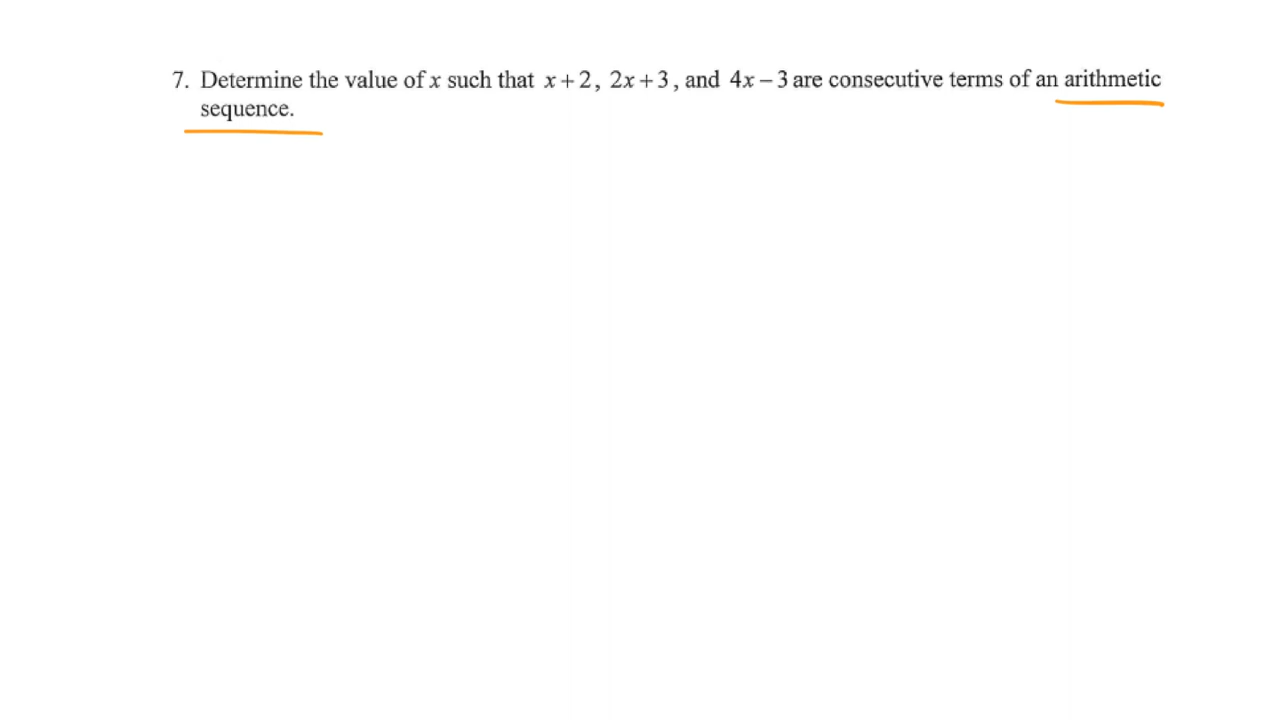 7. Determine the value of x such that x + 2, 2x + 3, and 4x − 3 are consecutive terms of an arithmetic
sequence.